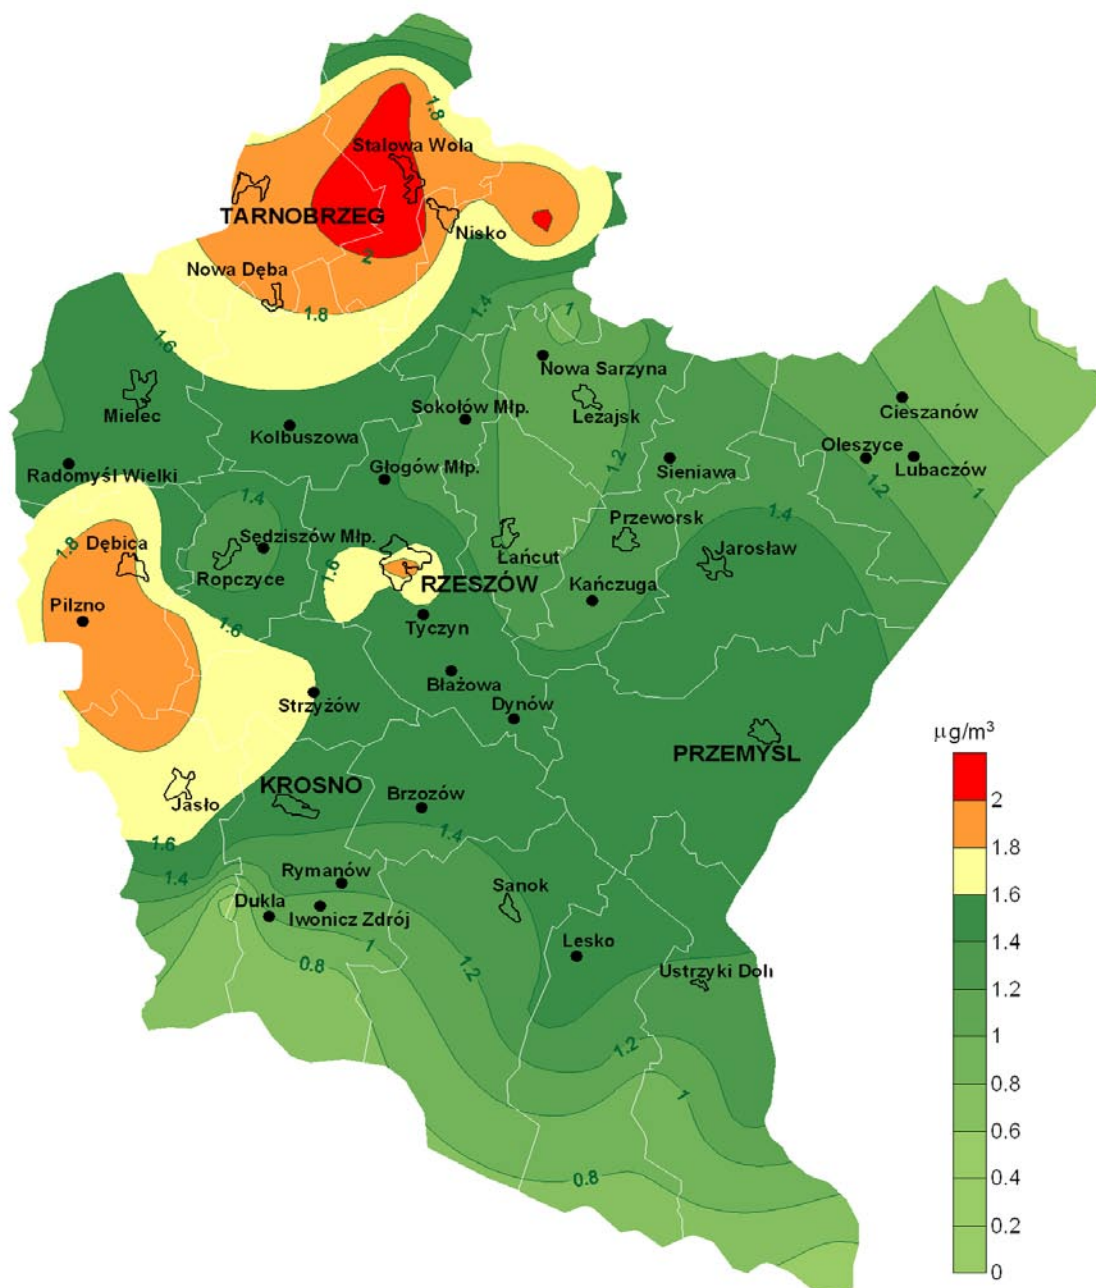 1.8
Stalowa Wola
TARNOBRZEG
Nisko
2
Nowa Dęba
1.8
1.4
1
1.6
Nowa Sarzyna
Mielec
Sokołów Młp.
Leżajsk
Cieszanów
Kolbuszowa
Oleszyce
Radomyśl Wielki
Głogów Młp.
1.2
Sieniawa
Lubaczów
1.2
1
1.4
Przeworsk
1.4
1.8
Dębica
Sędziszów Młp.
Łańcut
Jarosław
Ropczyce
1.6
RZESZÓW
Kańczuga
Pilzno
1.6
Tyczyn
Błażowa
Strzyżów
Dynów
PRZEMYŚL
KROSNO
Jasło
Brzozów
1.6
1.4
1.4
Rymanów
Sanok
Dukla
Iwonicz Zdrój
1
Lesko
0.8
1.2
Ustrzyki Doli
1.2
1
0.8
µg/m³
2
1.8
1.6
1.4
1.2
1
0.8
0.6
0.4
0.2
0